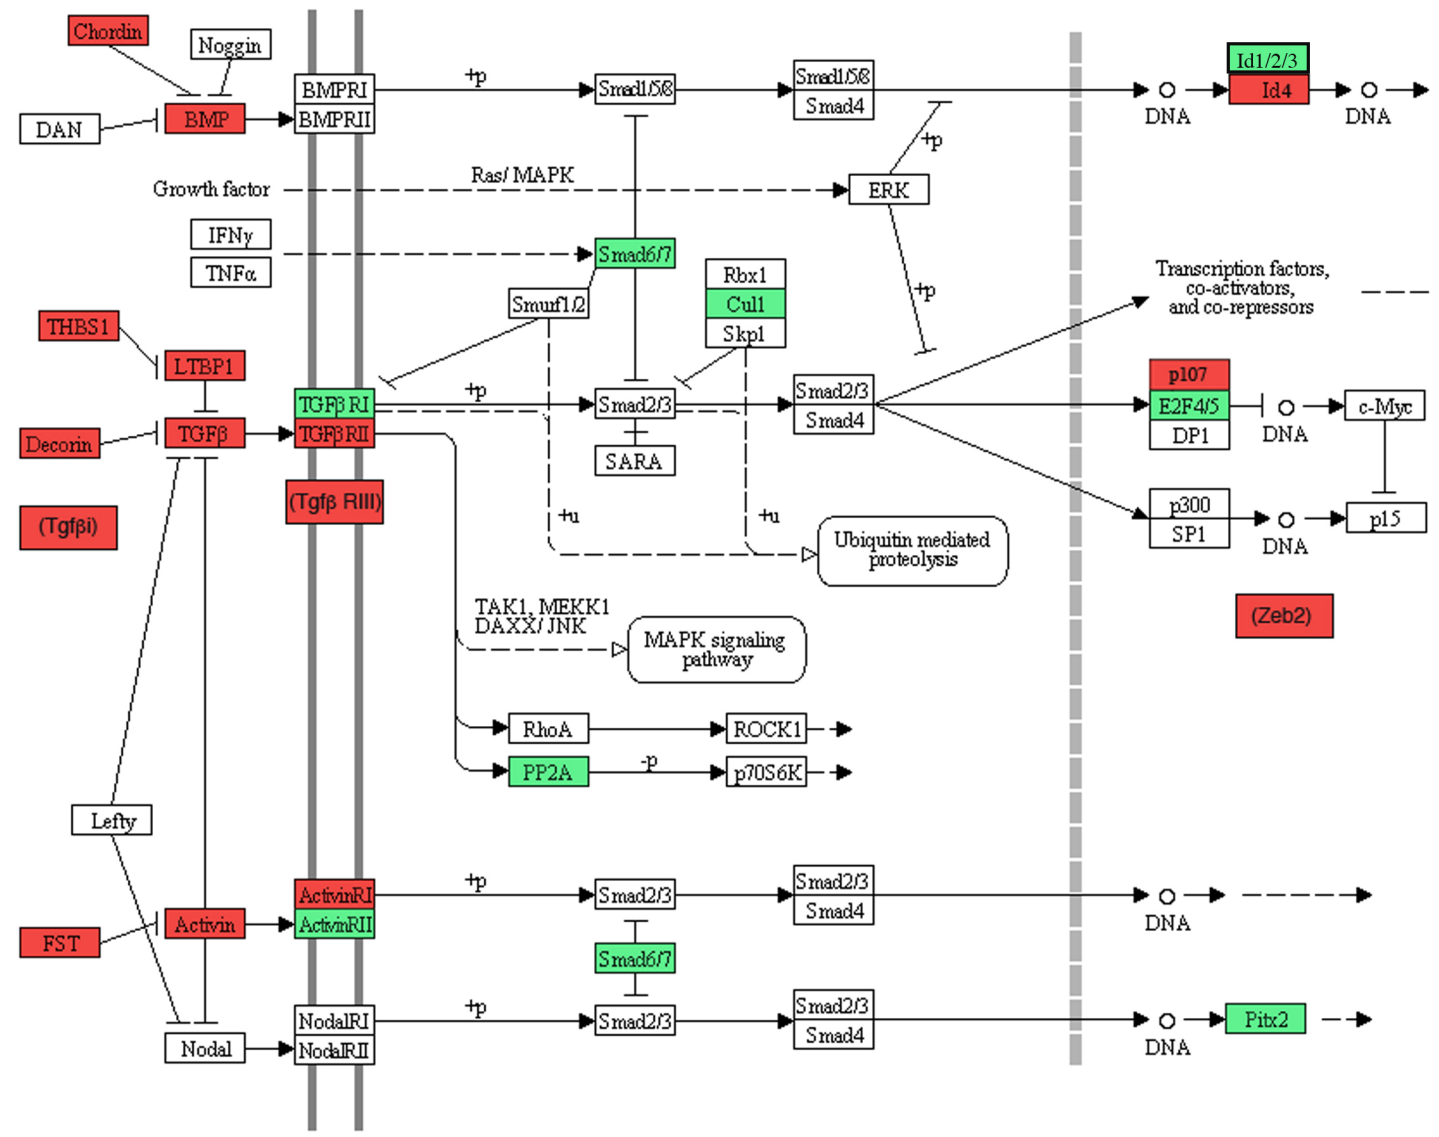 Chordin
Noggin
DAN
BMP
BMPRI
BMPRII
+p
Smad1/5/8
Smad1/5/8
Smad4
DNA
Id1/2/3
Id4
DNA
+p
Growth factor
Ras/ MAPK
ERK
IFNγ
TNFα
Smad6/7
Smurf1/2
Rbx1
Cul1
Skp1
+p
Transcription factors,
co-activators,
and co-repressors
THBS1
LTBP1
Decorin
TGFβ
TGFβ RI
TGFβ RII
+p
Smad2/3
SARA
Smad2/3
Smad4
p107
E2F4/5
DP1
DNA
c-Myc
(Tgfβi)
(Tgfβ RIII)
+u
+u
Ubiquitin mediated
proteolysis
p300
SP1
DNA
p15
(Zeb2)
TAK1, MEKK1
DAXX/ JNK
MAPK signaling
pathway
RhoA
ROCK1
PP2A
-p
p70S6K
Lefty
FST
Activin
ActivinRI
ActivinRII
+p
Smad2/3
Smad2/3
Smad4
DNA
Smad6/7
Nodal
NodalRI
NodalRII
+p
Smad2/3
Smad2/3
Smad4
DNA
Pitx2